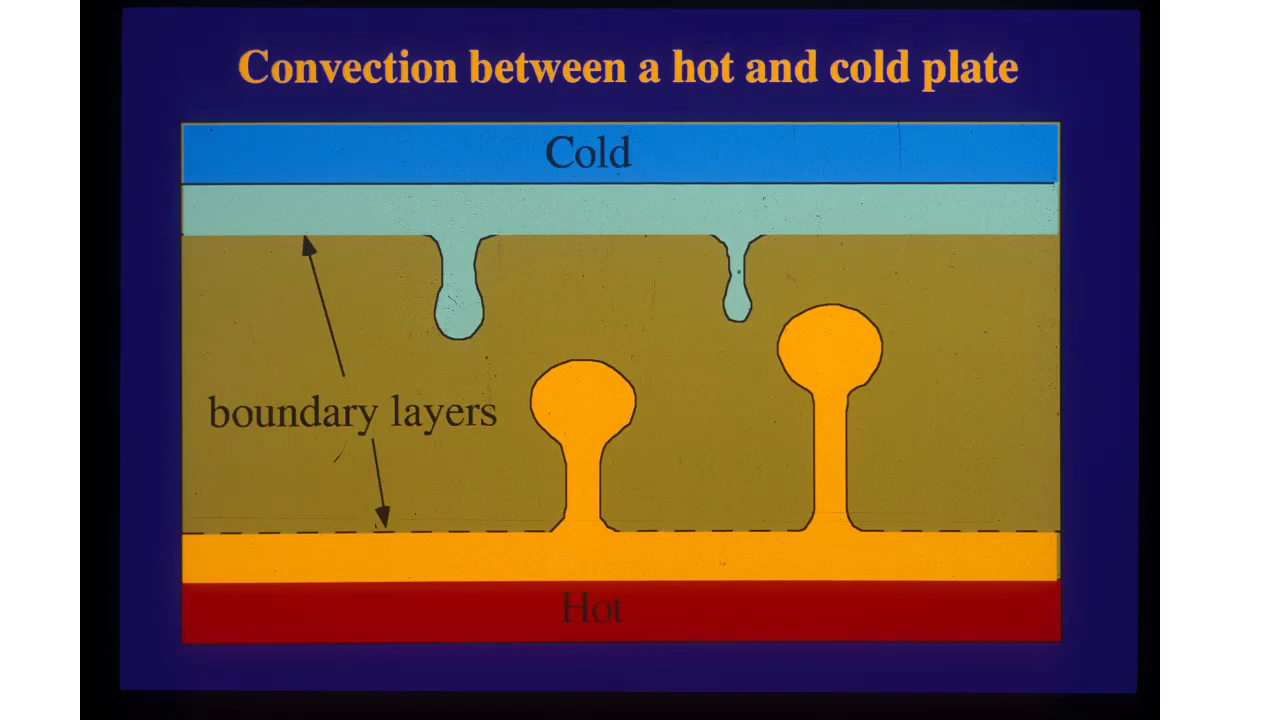 Convection between a hot and cold plate
Cold
boundary layers
Hot